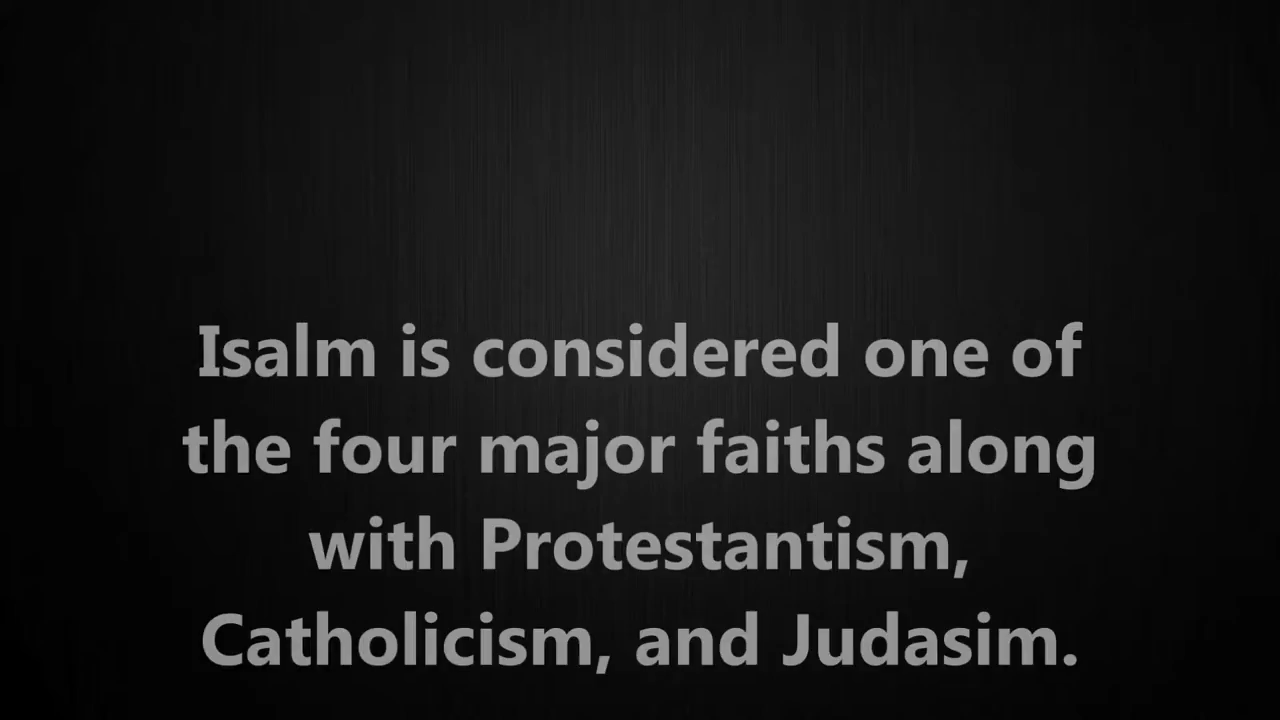 Isalm is considered one of
the four major faiths along
with Protestantism,
Catholicism, and Judasim.